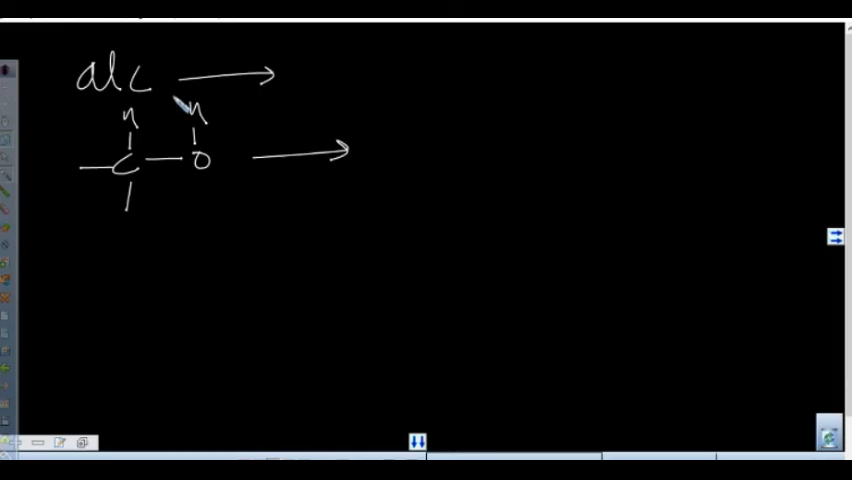 alc →
H H
— C — O →